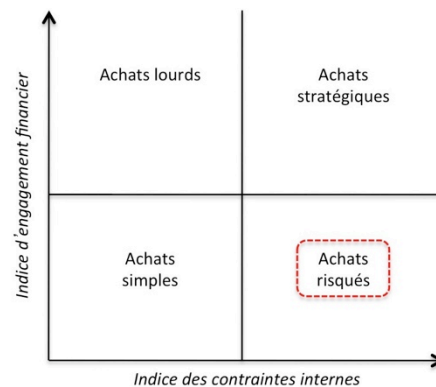 Achats lourds
Achats
stratégiques
Indice d'engagement financier
Achats
simples
Achats
risqués
Indice des contraintes internes